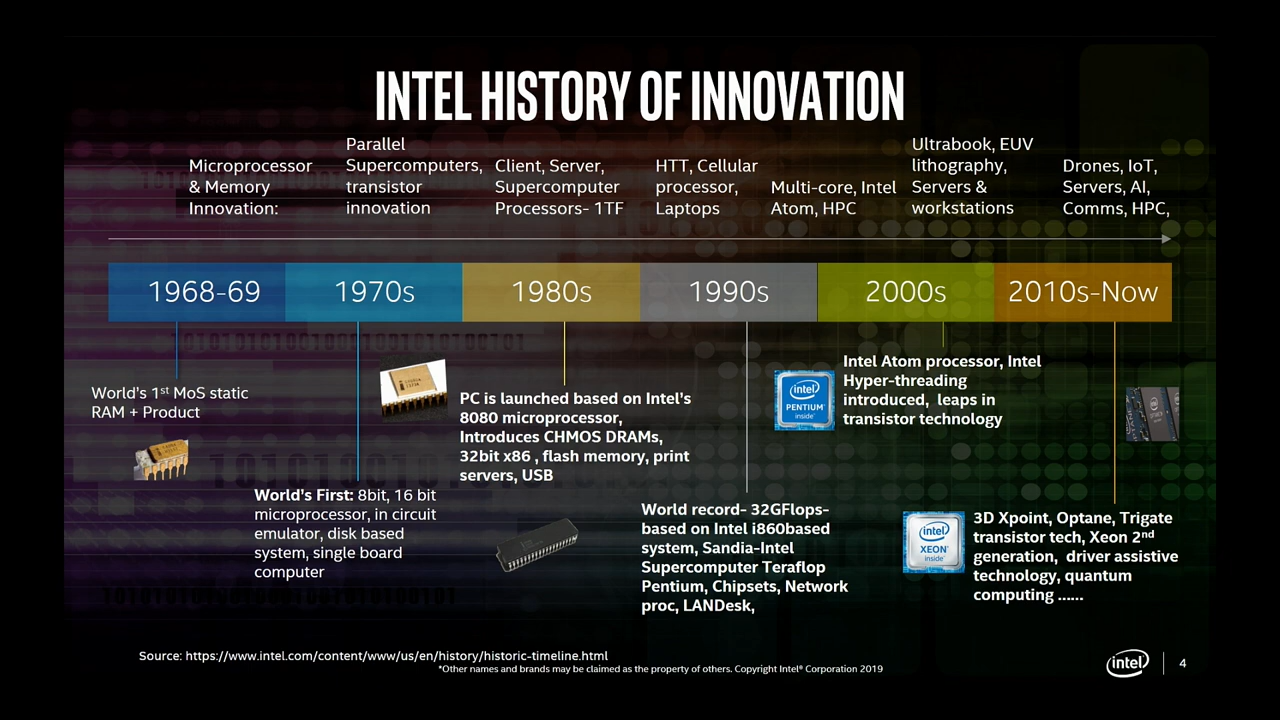 INTEL HISTORY OF INNOVATION
Microprocessor
& Memory
Innovation:
Parallel
Supercomputers,
transistor
innovation
Client, Server,
Supercomputer
Processors- 1TF
HTT, Cellular
processor,
Laptops
Multi-core, Intel
Atom, HPC
Ultrabook, EUV
lithography,
Servers &
workstations
Drones, IoT,
Servers, AI,
Comms, HPC,
1968-69
1970s
1980s
1990s
2000s
2010s-Now
World's 1st MoS static
RAM + Product
World's First: 8bit, 16 bit
microprocessor, in circuit
emulator, disk based
system, single board
computer
PC is launched based on Intel's
8080 microprocessor,
Introduces CHMOS DRAMs,
32bit x86 , flash memory, print
servers, USB
World record- 32GFlops-
based on Intel i860based
system, Sandia-Intel
Supercomputer Teraflop
Pentium, Chipsets, Network
proc, LANDesk,
intel
PENTIUM
inside
Intel Atom processor, Intel
Hyper-threading
introduced, leaps in
transistor technology
intel
XEON
inside
3D Xpoint, Optane, Trigate
transistor tech, Xeon 2nd
generation, driver assistive
technology, quantum
computing ......
Source: https://www.intel.com/content/www/us/en/history/historic-timeline.html
*Other names and brands may be claimed as the property of others. Copyright Intel® Corporation 2019
intel
4